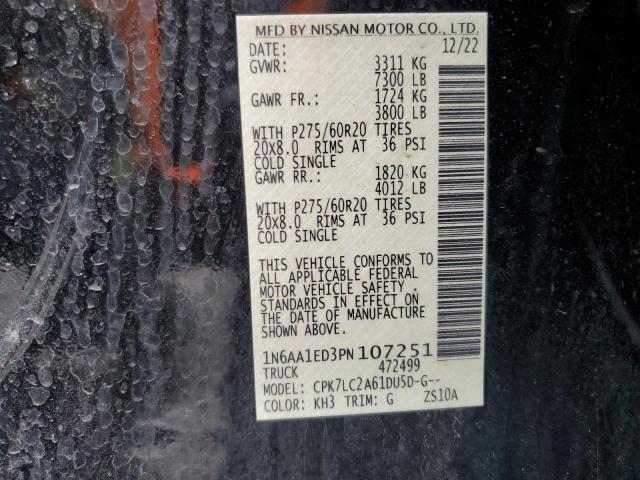 MFD BY NISSAN MOTOR CO., LTD.
DATE: 12/22
GVWR: 3311 KG
7300 LB
GAWR FR.: 1724 KG
3800 LB
WITH P275/60R20 TIRES
20X8.0 RIMS AT 36 PSI
COLD SINGLE
GAWR RR.: 1820 KG
4012 LB
WITH P275/60R20 TIRES
20X8.0 RIMS AT 36 PSI
COLD SINGLE
THIS VEHICLE CONFORMS TO
ALL APPLICABLE FEDERAL
MOTOR VEHICLE SAFETY
STANDARDS IN EFFECT ON
THE DATE OF MANUFACTURE
SHOWN ABOVE.
1N6AA1ED3PN107251
TRUCK 472499
MODEL: CPK7LC2A61DU5D-G--
COLOR: KH3 TRIM: G ZS10A